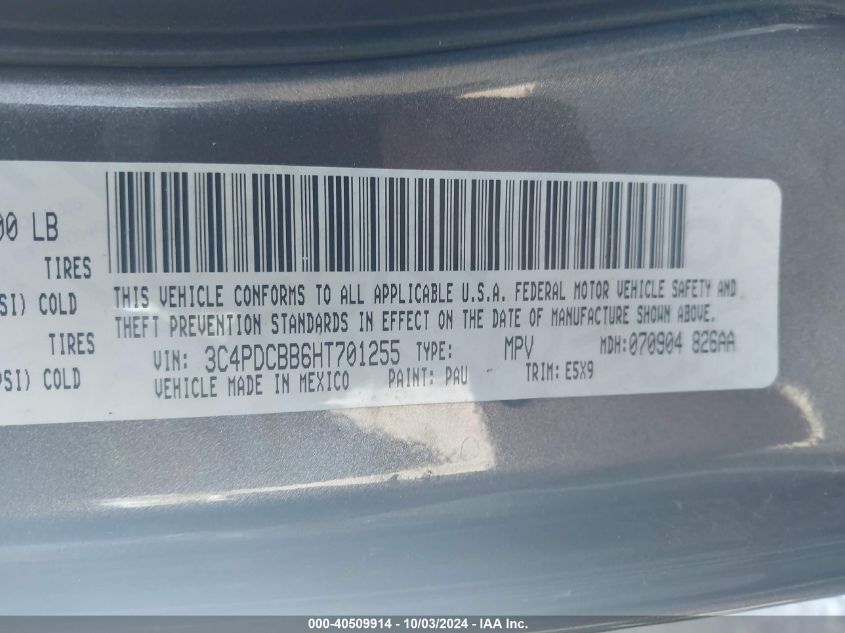 00 LB
TIRES
SI) COLD
TIRES
PSI) COLD
THIS VEHICLE CONFORMS TO ALL APPLICABLE U.S.A. FEDERAL MOTOR VEHICLE SAFETY AND
THEFT PREVENTION STANDARDS IN EFFECT ON THE DATE OF MANUFACTURE SHOWN ABOVE.
VIN: 3C4PDCBB6HT701255 TYPE: MPV MDH:070904 826AA
VEHICLE MADE IN MEXICO PAINT: PAU TRIM: E5X9
000-40509914 - 10/03/2024 - IAA Inc.